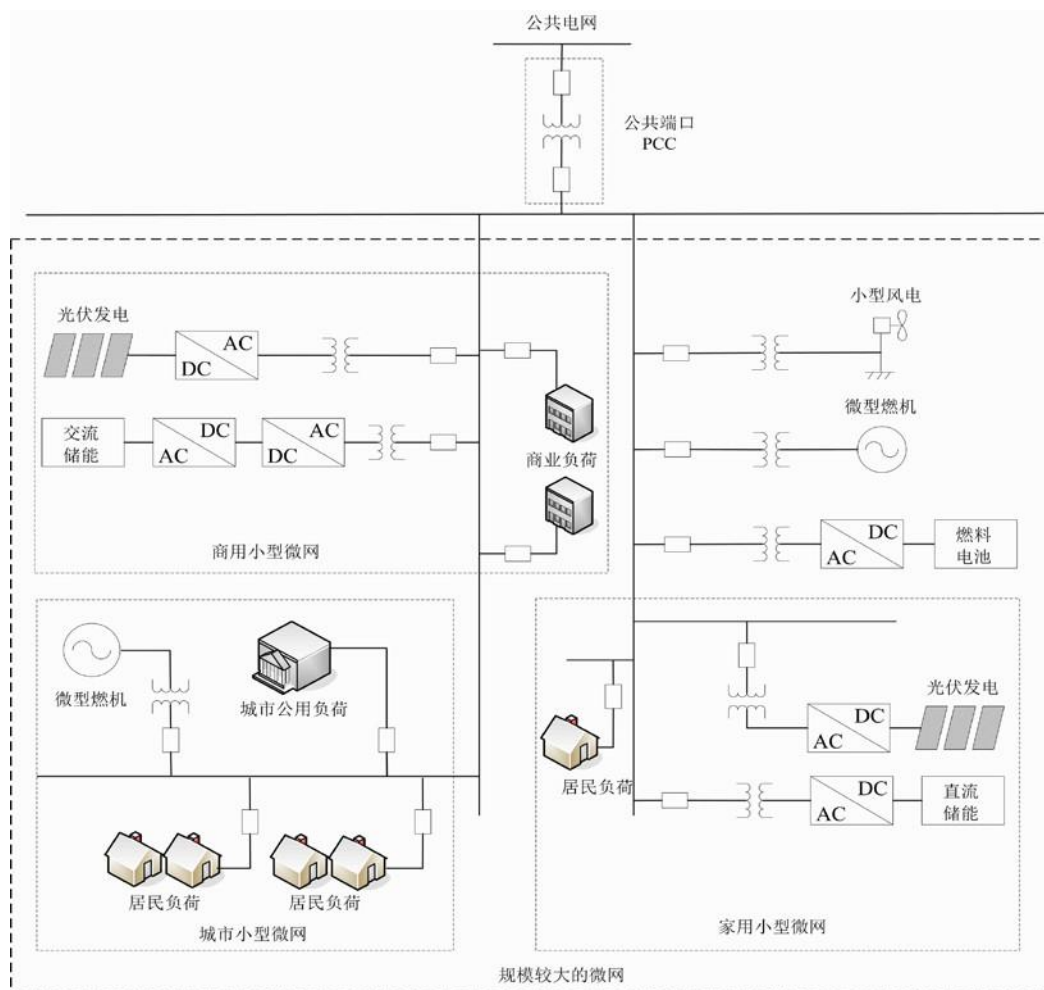 公共电网
公共端口
PCC
光伏发电
AC
DC
交流
储能
DC
AC
AC
DC
商业负荷
商用小型微网
小型风电
微型燃机
DC
AC
燃料
电池
微型燃机
城市公用负荷
居民负荷
居民负荷
城市小型微网
居民负荷
DC
AC
光伏发电
DC
AC
直流
储能
家用小型微网
规模较大的微网